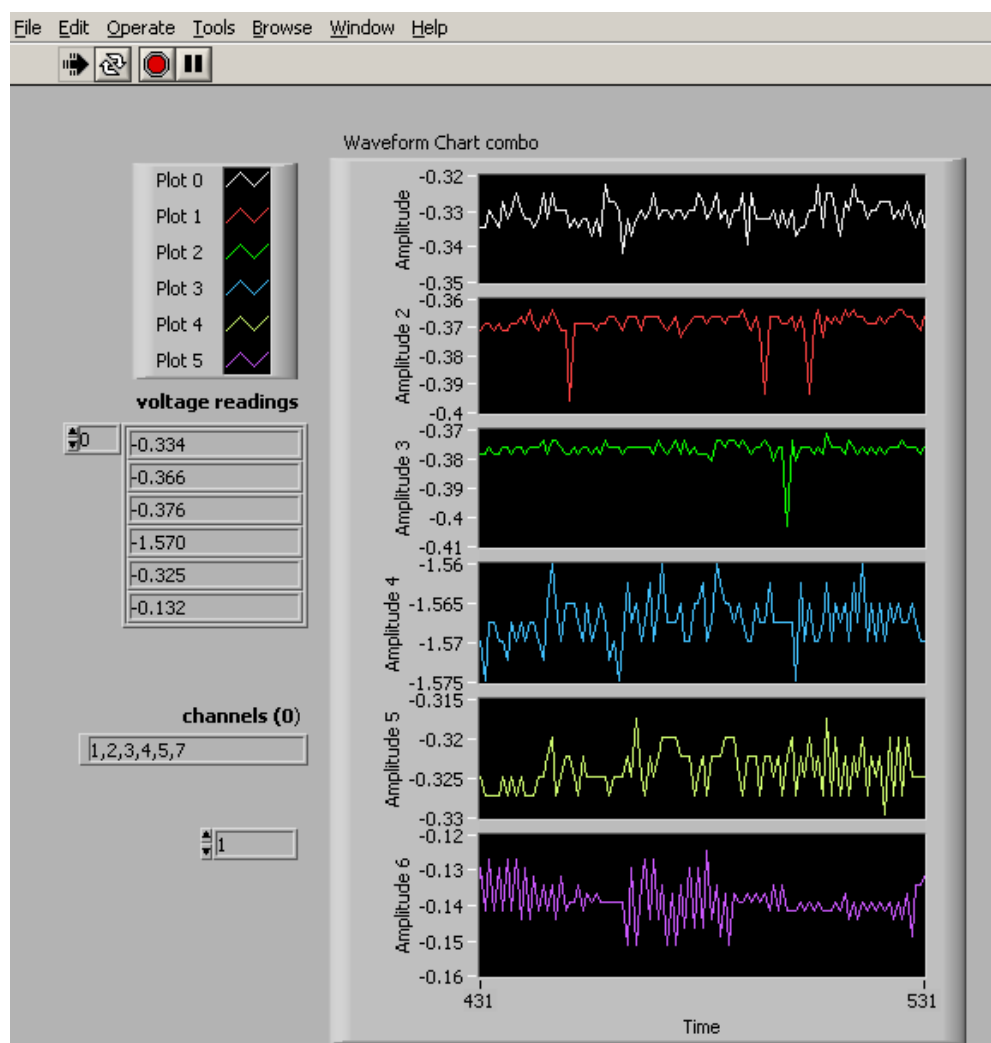 File Edit Operate Tools Browse Window Help
Waveform Chart combo
Plot 0
Plot 1
Plot 2
Plot 3
Plot 4
Plot 5
voltage readings
0
-0.334
-0.366
-0.376
-1.570
-0.325
-0.132
channels (0)
1,2,3,4,5,7
1
Amplitude
-0.32
-0.33
-0.34
-0.35
Amplitude 2
-0.36
-0.37
-0.38
-0.39
-0.4
Amplitude 3
-0.37
-0.38
-0.39
-0.4
-0.41
Amplitude 4
-1.56
-1.565
-1.57
-1.575
Amplitude 5
-0.315
-0.32
-0.325
-0.33
Amplitude 6
-0.12
-0.13
-0.14
-0.15
-0.16
431 531
Time